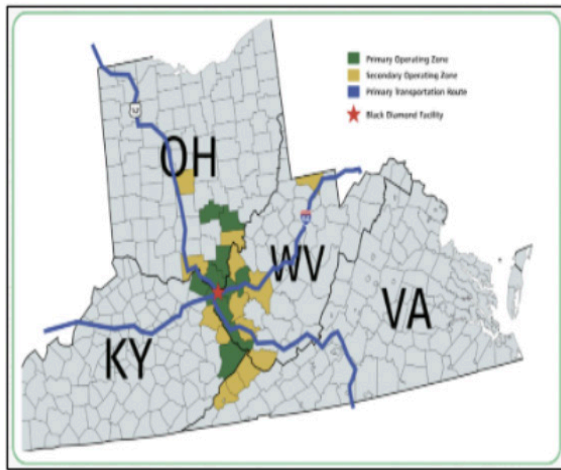 Primary Operating Zone
Secondary Operating Zone
Primary Transportation Route
Black Diamond Facility
OH
WV
VA
KY